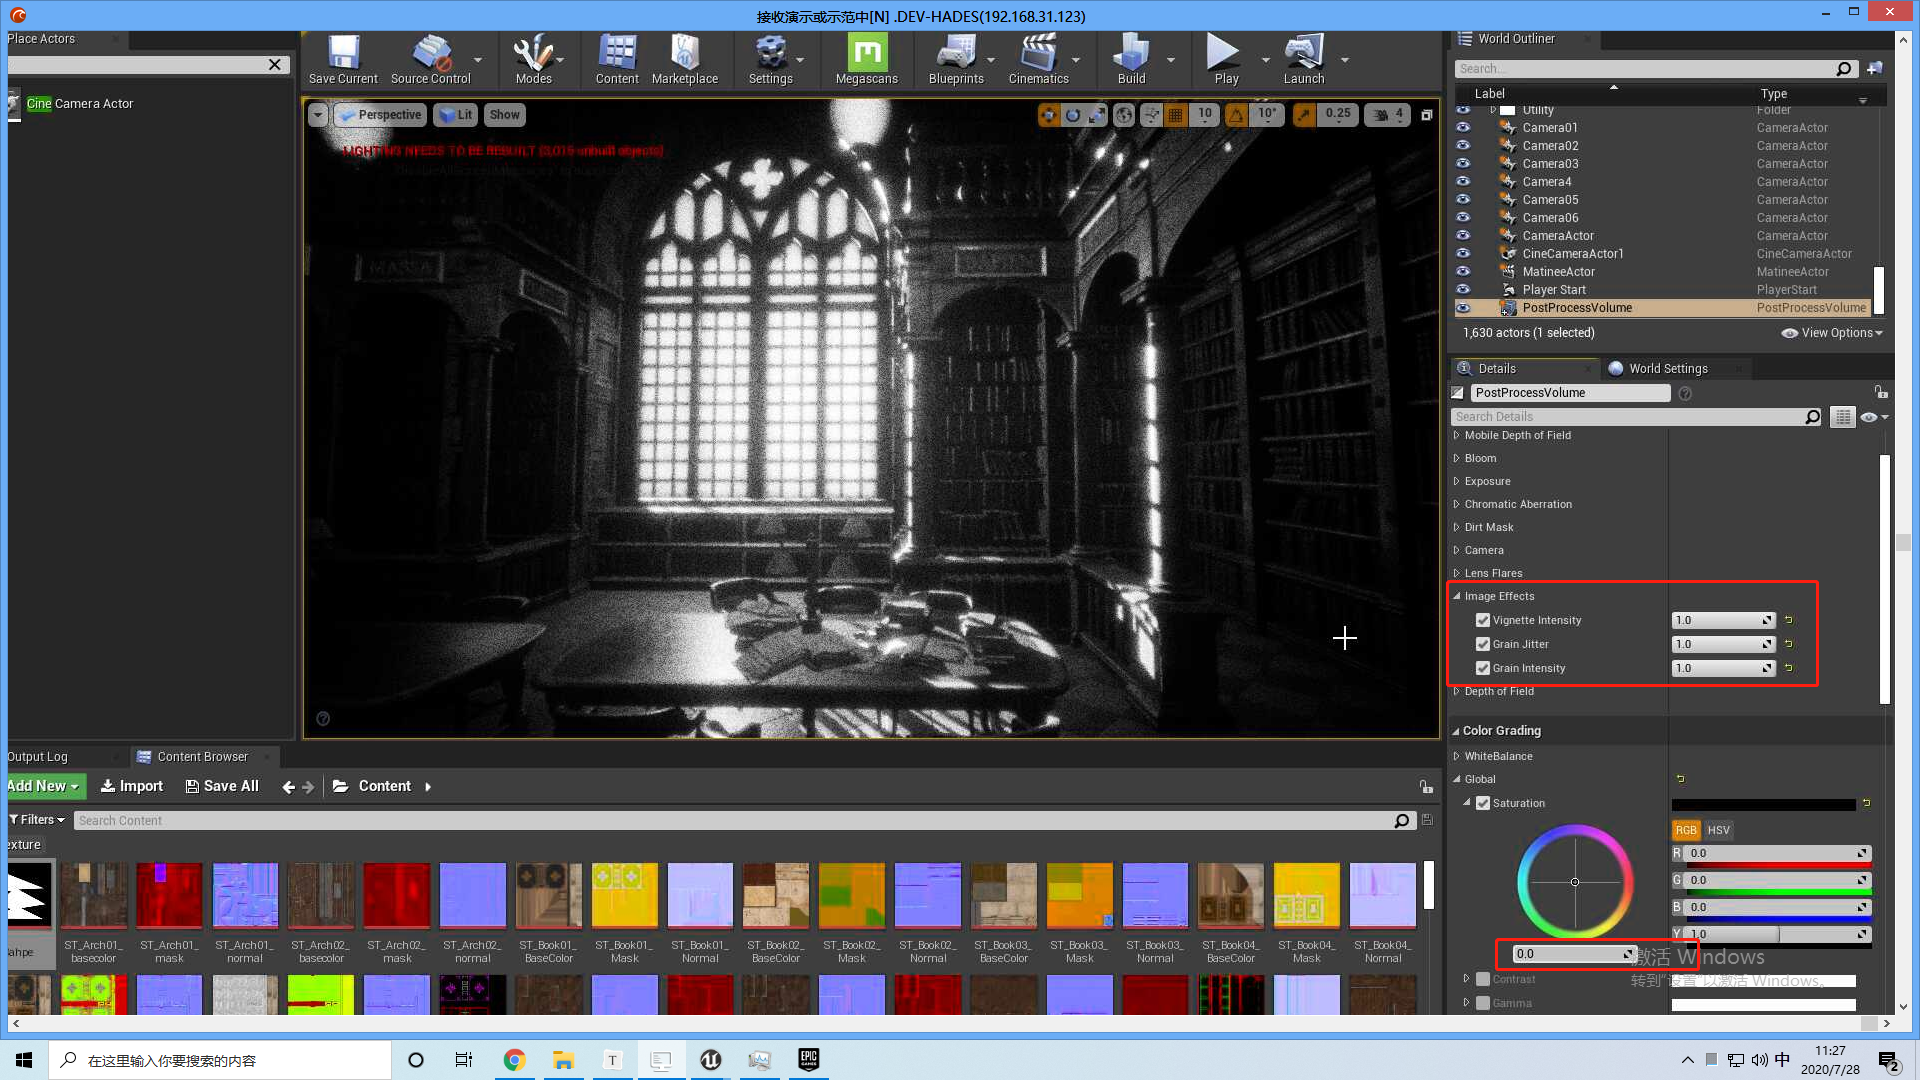 接收演示或示范中[N] .DEV-HADES(192.168.31.123)
Place Actors
Cine Camera Actor
Save Current
Source Control
Modes
Content
Marketplace
Settings
Megascans
Blueprints
Cinematics
Build
Play
Launch
Perspective
Lit
Show
10
10°
0.25
4
LIGHTING NEEDS TO BE REBUILT (3,015 unbuilt objects)
World Outliner
Search...
Label Type
Utility Folder
Camera01 CameraActor
Camera02 CameraActor
Camera03 CameraActor
Camera4 CameraActor
Camera05 CameraActor
Camera06 CameraActor
CameraActor CameraActor
CineCameraActor1 CineCameraActor
MatineeActor MatineeActor
Player Start PlayerStart
PostProcessVolume PostProcessVolume
1,630 actors (1 selected) View Options
Details World Settings
PostProcessVolume
Search Details
Mobile Depth of Field
Bloom
Exposure
Chromatic Aberration
Dirt Mask
Camera
Lens Flares
Image Effects
Vignette Intensity 1.0
Grain Jitter 1.0
Grain Intensity 1.0
Depth of Field
Color Grading
WhiteBalance
Global
Saturation
RGB HSV
R 0.0
G 0.0
B 0.0
Y 1.0
0.0
Contrast
Gamma
激活 Windows
转到"设置"以激活 Windows。
Output Log Content Browser
Add New Import Save All Content
Filters Search Content
exture
ahpe
ST_Arch01_basecolor
ST_Arch01_mask
ST_Arch01_normal
ST_Arch02_basecolor
ST_Arch02_mask
ST_Arch02_normal
ST_Book01_BaseColor
ST_Book01_Mask
ST_Book01_Normal
ST_Book02_BaseColor
ST_Book02_Mask
ST_Book02_Normal
ST_Book03_BaseColor
ST_Book03_Mask
ST_Book03_Normal
ST_Book04_BaseColor
ST_Book04_Mask
ST_Book04_Normal
在这里输入你要搜索的内容
T
EPIC GAMES
中
11:27
2020/7/28
2